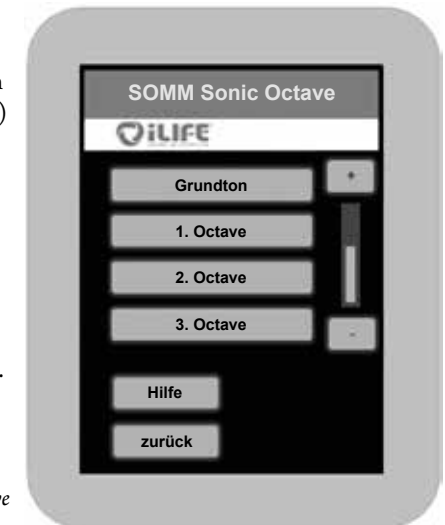 SOMM Sonic Octave
iLIFE
Grundton
+
1. Octave
2. Octave
3. Octave
-
Hilfe
zurück